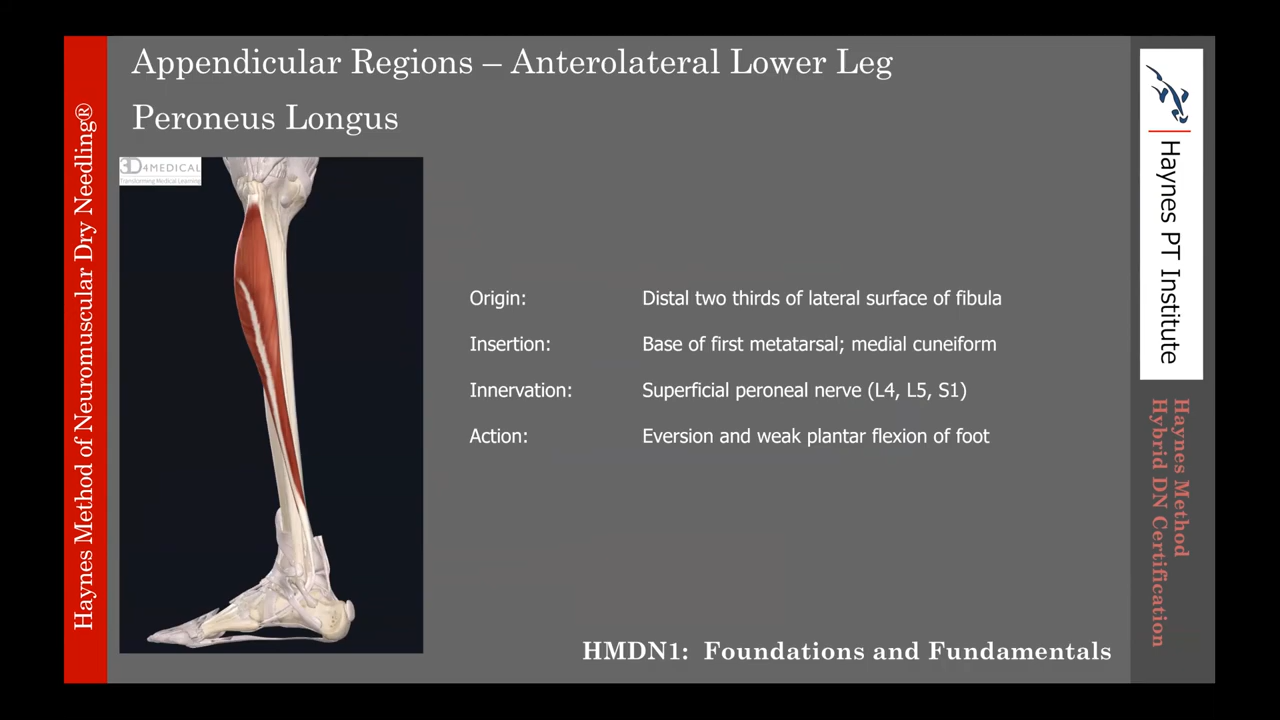 Appendicular Regions – Anterolateral Lower Leg
Peroneus Longus
Haynes Method of Neuromuscular Dry Needling®
3D4MEDICAL
Transforming Medical Learning
Origin: Distal two thirds of lateral surface of fibula
Insertion: Base of first metatarsal; medial cuneiform
Innervation: Superficial peroneal nerve (L4, L5, S1)
Action: Eversion and weak plantar flexion of foot
HMDN1: Foundations and Fundamentals
Haynes PT Institute
Haynes Method
Hybrid DN Certification